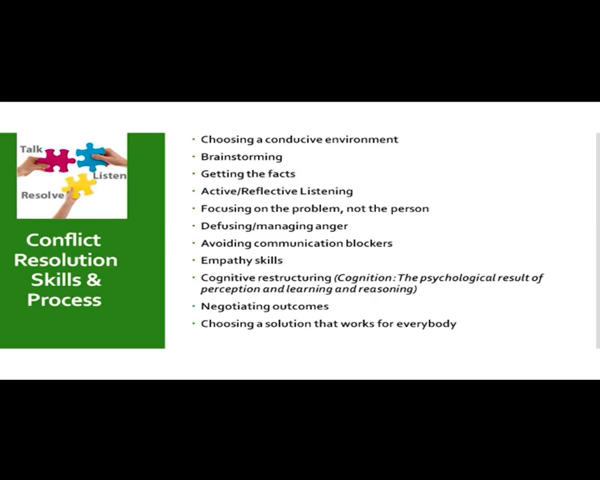 Talk
Listen
Resolve
Conflict
Resolution
Skills &
Process
· Choosing a conducive environment
· Brainstorming
· Getting the facts
· Active/Reflective Listening
· Focusing on the problem, not the person
· Defusing/managing anger
· Avoiding communication blockers
· Empathy skills
· Cognitive restructuring (Cognition: The psychological result of
perception and learning and reasoning)
· Negotiating outcomes
· Choosing a solution that works for everybody